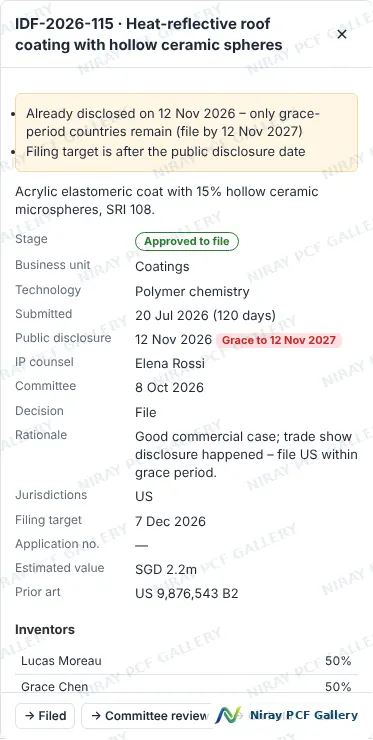 IDF-2026-115 · Heat-reflective roof
coating with hollow ceramic spheres
×
• Already disclosed on 12 Nov 2026 – only grace-
period countries remain (file by 12 Nov 2027)
• Filing target is after the public disclosure date
Acrylic elastomeric coat with 15% hollow ceramic
microspheres, SRI 108.
Stage Approved to file
Business unit Coatings
Technology Polymer chemistry
Submitted 20 Jul 2026 (120 days)
Public disclosure 12 Nov 2026 Grace to 12 Nov 2027
IP counsel Elena Rossi
Committee 8 Oct 2026
Decision File
Rationale Good commercial case; trade show
disclosure happened – file US within
grace period.
Jurisdictions US
Filing target 7 Dec 2026
Application no. —
Estimated value SGD 2.2m
Prior art US 9,876,543 B2
Inventors
Lucas Moreau 50%
Grace Chen 50%
→ Filed → Committee review Niray PCF Gallery
NIRAY PCF GALLERY